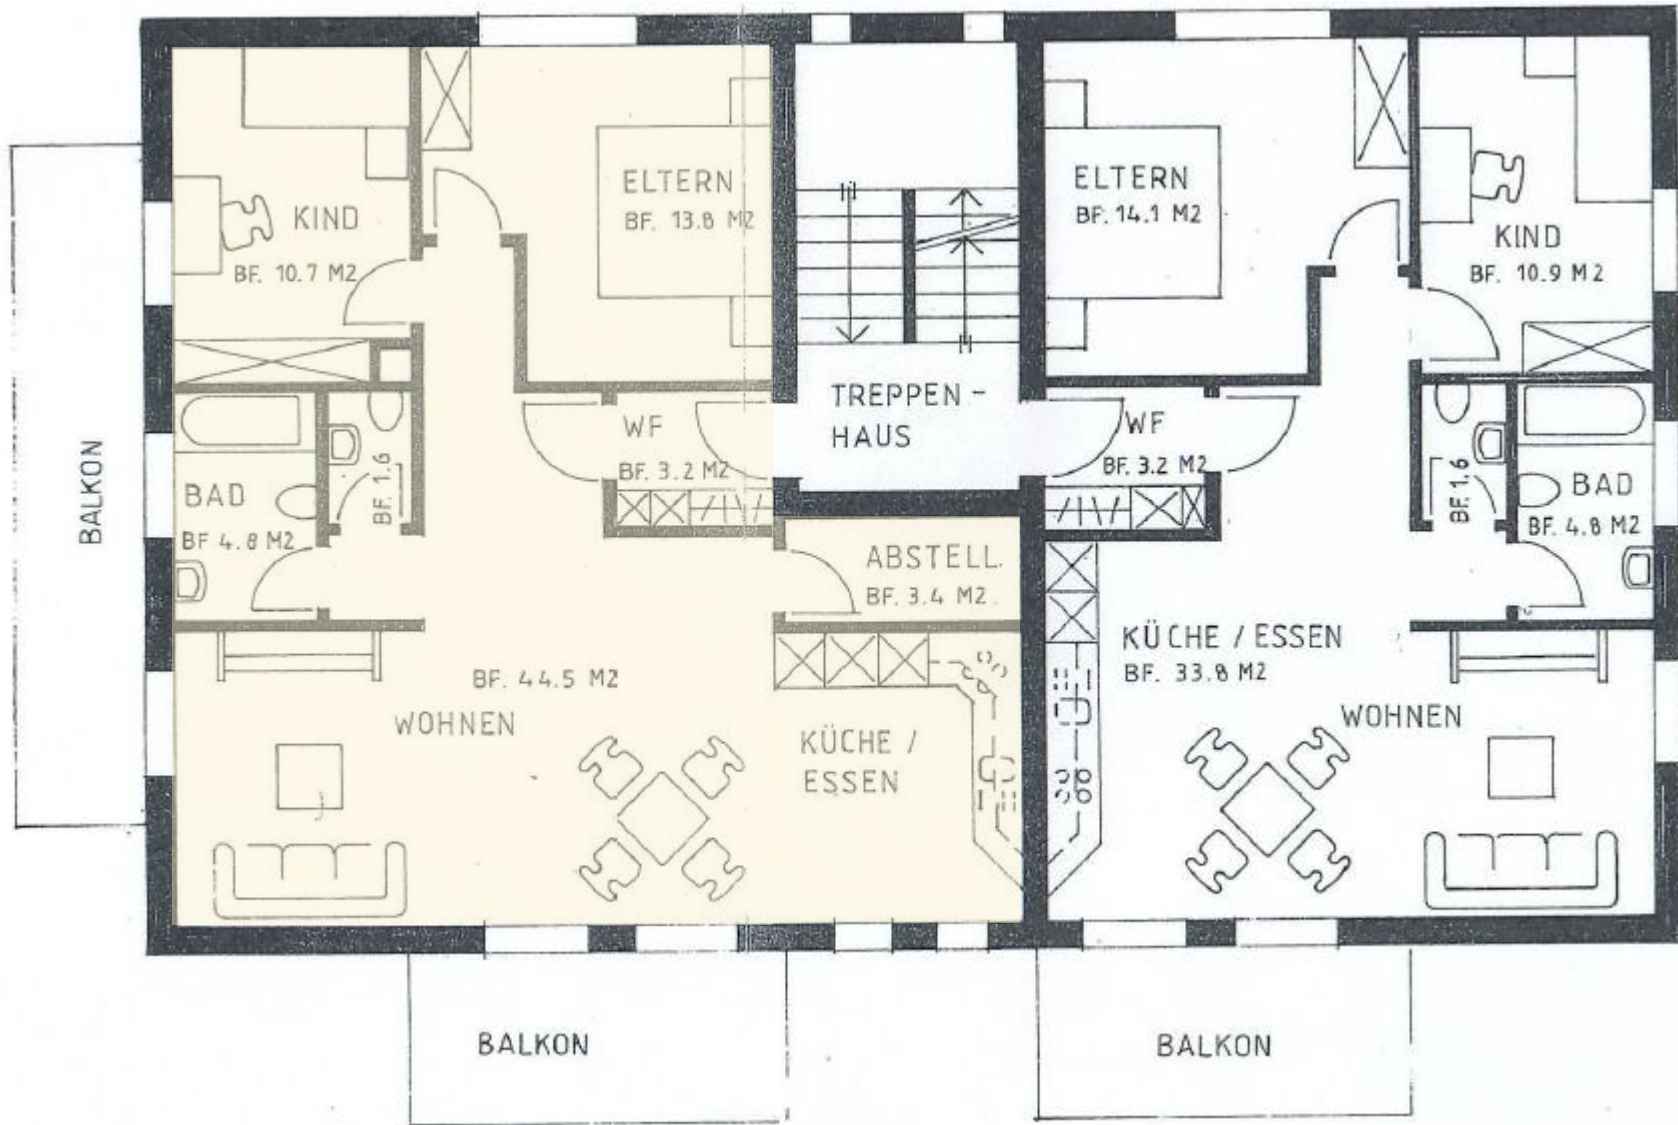 ELTERN
BF. 13.8 M2
ELTERN
BF. 14.1 M2
KIND
BF. 10.7 M2
KIND
BF. 10.9 M2
TREPPEN-
HAUS
WF
BF. 3.2 M2
WF
BF. 3.2 M2
BALKON
BAD
BF 4.8 M2
BF. 1.6
BF. 1.6
BAD
BF. 4.8 M2
ABSTELL.
BF. 3.4 M2.
BF. 44.5 M2
WOHNEN
KÜCHE /
ESSEN
KÜCHE / ESSEN
BF. 33.8 M2
WOHNEN
BALKON
BALKON